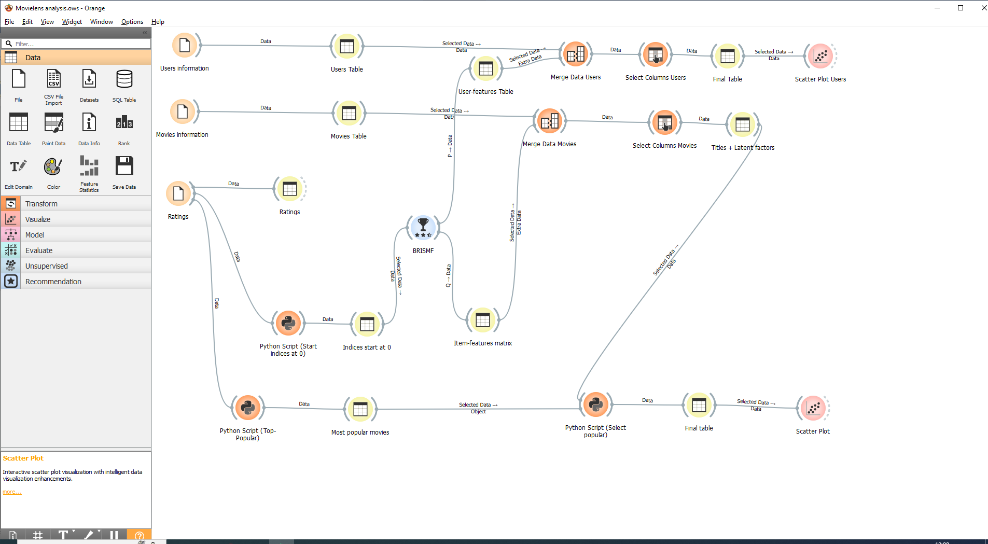 Movielens analysis.ows - Orange
File Edit View Widget Window Options Help
Filter...
Data
File
CSV File Import
Datasets
SQL Table
Data Table
Paint Data
Data Info
Rank
Edit Domain
Color
Feature Statistics
Save Data
Transform
Visualize
Model
Evaluate
Unsupervised
Recommendation
Scatter Plot
Interactive scatter plot visualization with intelligent data
visualization enhancements.
more...
Users information
Data
Users Table
Selected Data →
Data
User-features Table
Selected Data →
Extra Data
Merge Data Users
Data
Select Columns Users
Data
Final Table
Selected Data →
Data
Scatter Plot Users
Movies information
Data
Movies Table
Selected Data →
Data
Merge Data Movies
Data
Select Columns Movies
Data
Titles + Latent factors
Ratings
Data
Ratings
Data
Data
P → Data
BRISMF
Q → Data
Selected Data →
Extra Data
Selected Data →
Data
Selected Data →
Data
Python Script (Start
indices at 0)
Data
Indices start at 0
Item-features matrix
Python Script (Top-
Popular)
Data
Most popular movies
Selected Data →
Object
Python Script (Select
popular)
Data
Final table
Selected Data →
Data
Scatter Plot